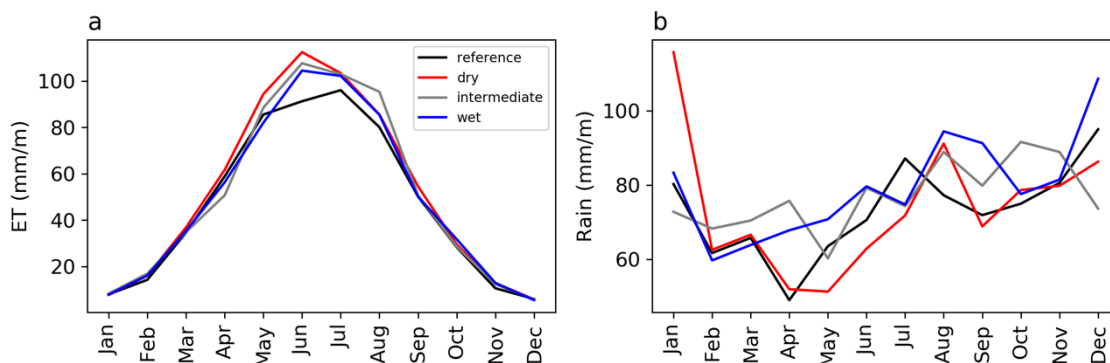 a
ET (mm/m)
100
80
60
40
20
reference
dry
intermediate
wet
Jan
Feb
Mar
Apr
May
Jun
Jul
Aug
Sep
Oct
Nov
Dec
b
Rain (mm/m)
100
80
60
Jan
Feb
Mar
Apr
May
Jun
Jul
Aug
Sep
Oct
Nov
Dec